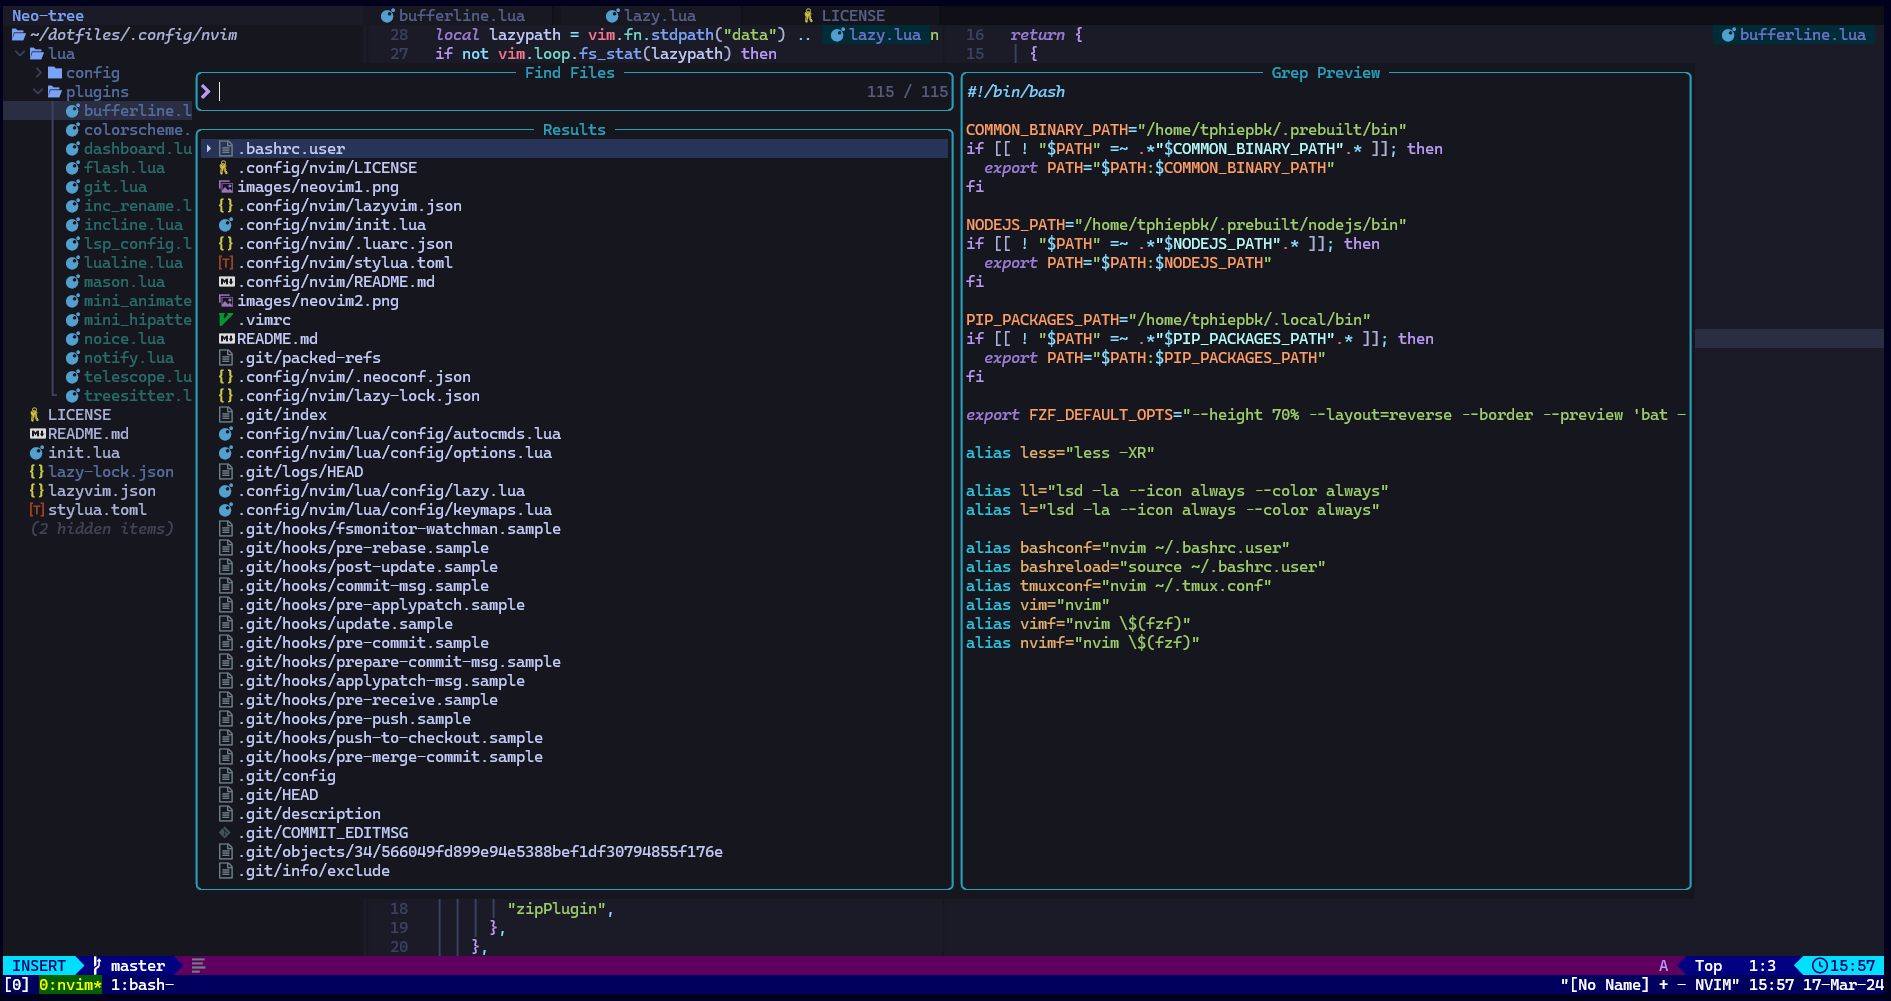 Neo-tree
bufferline.lua lazy.lua LICENSE
~/dotfiles/.config/nvim
28 local lazypath = vim.fn.stdpath("data") .. lazy.lua n
16 return { bufferline.lua
lua
27 if not vim.loop.fs_stat(lazypath) then
15 {
config
plugins
bufferline.l
colorscheme.
dashboard.lu
flash.lua
git.lua
inc_rename.l
incline.lua
lsp_config.l
lualine.lua
mason.lua
mini_animate
mini_hipatte
noice.lua
notify.lua
telescope.lu
treesitter.l
LICENSE
README.md
init.lua
{} lazy-lock.json
{} lazyvim.json
[T] stylua.toml
(2 hidden items)
Find Files
115 / 115
Results
.bashrc.user
.config/nvim/LICENSE
images/neovim1.png
{} .config/nvim/lazyvim.json
.config/nvim/init.lua
{} .config/nvim/.luarc.json
[T] .config/nvim/stylua.toml
.config/nvim/README.md
images/neovim2.png
.vimrc
README.md
.git/packed-refs
{} .config/nvim/.neoconf.json
{} .config/nvim/lazy-lock.json
.git/index
.config/nvim/lua/config/autocmds.lua
.config/nvim/lua/config/options.lua
.git/logs/HEAD
.config/nvim/lua/config/lazy.lua
.config/nvim/lua/config/keymaps.lua
.git/hooks/fsmonitor-watchman.sample
.git/hooks/pre-rebase.sample
.git/hooks/post-update.sample
.git/hooks/commit-msg.sample
.git/hooks/pre-applypatch.sample
.git/hooks/update.sample
.git/hooks/pre-commit.sample
.git/hooks/prepare-commit-msg.sample
.git/hooks/applypatch-msg.sample
.git/hooks/pre-receive.sample
.git/hooks/pre-push.sample
.git/hooks/push-to-checkout.sample
.git/hooks/pre-merge-commit.sample
.git/config
.git/HEAD
.git/description
.git/COMMIT_EDITMSG
.git/objects/34/566049fd899e94e5388bef1df30794855f176e
.git/info/exclude
Grep Preview
#!/bin/bash
COMMON_BINARY_PATH="/home/tphiepbk/.prebuilt/bin"
if [[ ! "$PATH" =~ .*"$COMMON_BINARY_PATH".* ]]; then
export PATH="$PATH:$COMMON_BINARY_PATH"
fi
NODEJS_PATH="/home/tphiepbk/.prebuilt/nodejs/bin"
if [[ ! "$PATH" =~ .*"$NODEJS_PATH".* ]]; then
export PATH="$PATH:$NODEJS_PATH"
fi
PIP_PACKAGES_PATH="/home/tphiepbk/.local/bin"
if [[ ! "$PATH" =~ .*"$PIP_PACKAGES_PATH".* ]]; then
export PATH="$PATH:$PIP_PACKAGES_PATH"
fi
export FZF_DEFAULT_OPTS="--height 70% --layout=reverse --border --preview 'bat -
alias less="less -XR"
alias ll="lsd -la --icon always --color always"
alias l="lsd -la --icon always --color always"
alias bashconf="nvim ~/.bashrc.user"
alias bashreload="source ~/.bashrc.user"
alias tmuxconf="nvim ~/.tmux.conf"
alias vim="nvim"
alias vimf="nvim \$(fzf)"
alias nvimf="nvim \$(fzf)"
18 "zipPlugin",
19 },
20 },
INSERT master A Top 1:3 15:57
[0] 0:nvim* 1:bash- "[No Name] + - NVIM" 15:57 17-Mar-24